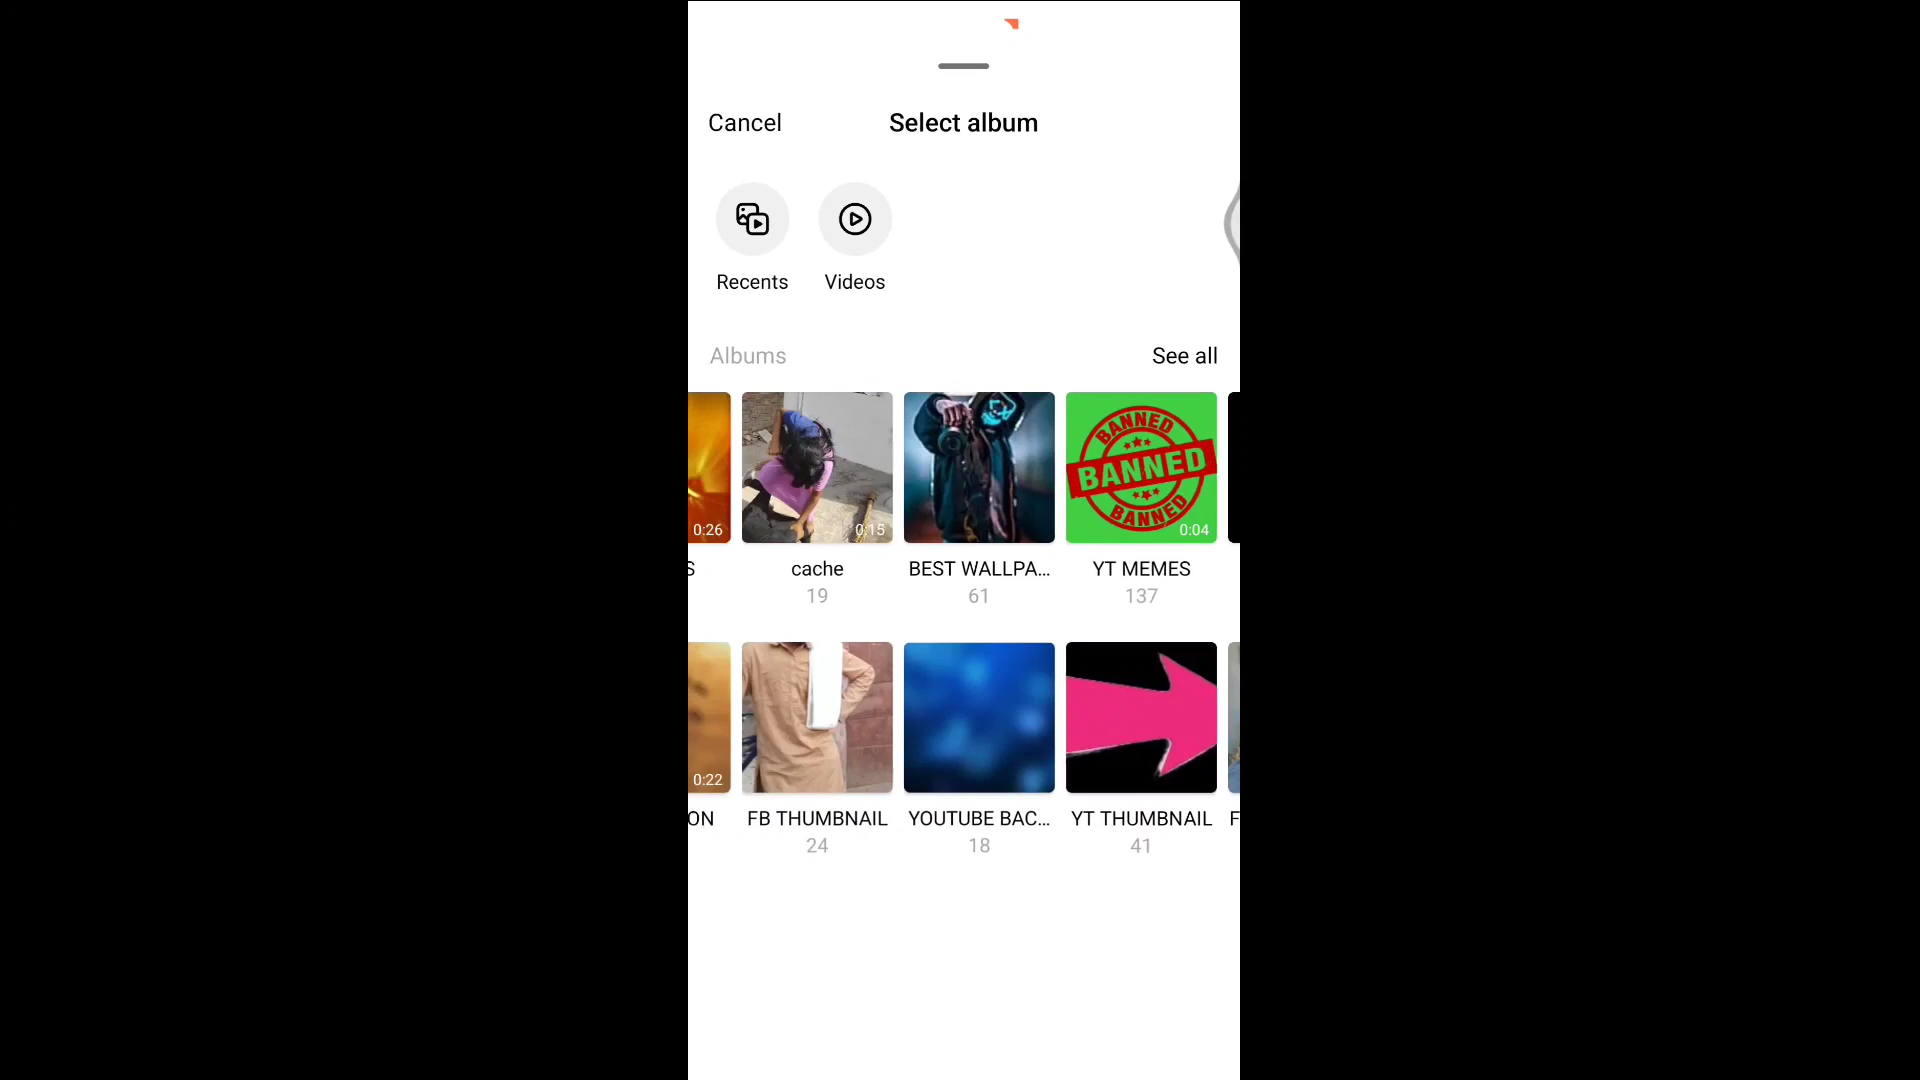 Cancel
Select album
Recents
Videos
Albums
See all
0:26
0:15
BANNED
BANNED
BANNED
0:04
S
cache
BEST WALLPA...
YT MEMES
19
61
137
0:22
ON
FB THUMBNAIL
YOUTUBE BAC...
YT THUMBNAIL
F
24
18
41